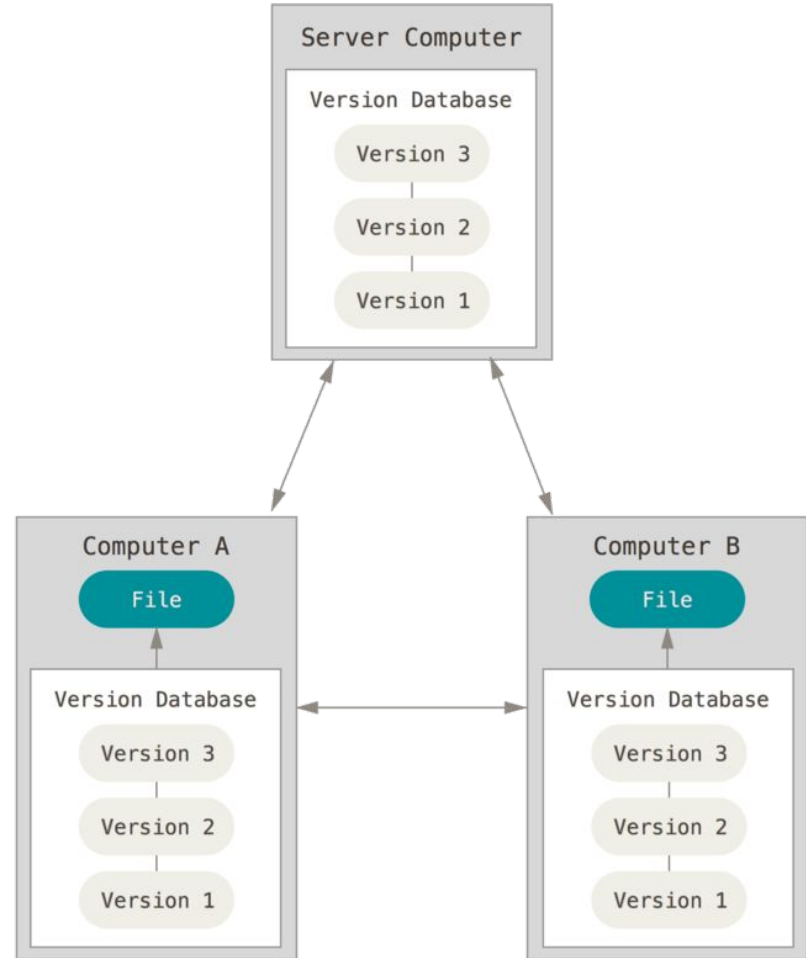 Server Computer
Version Database
Version 3
Version 2
Version 1
Computer A
File
Version Database
Version 3
Version 2
Version 1
Computer B
File
Version Database
Version 3
Version 2
Version 1